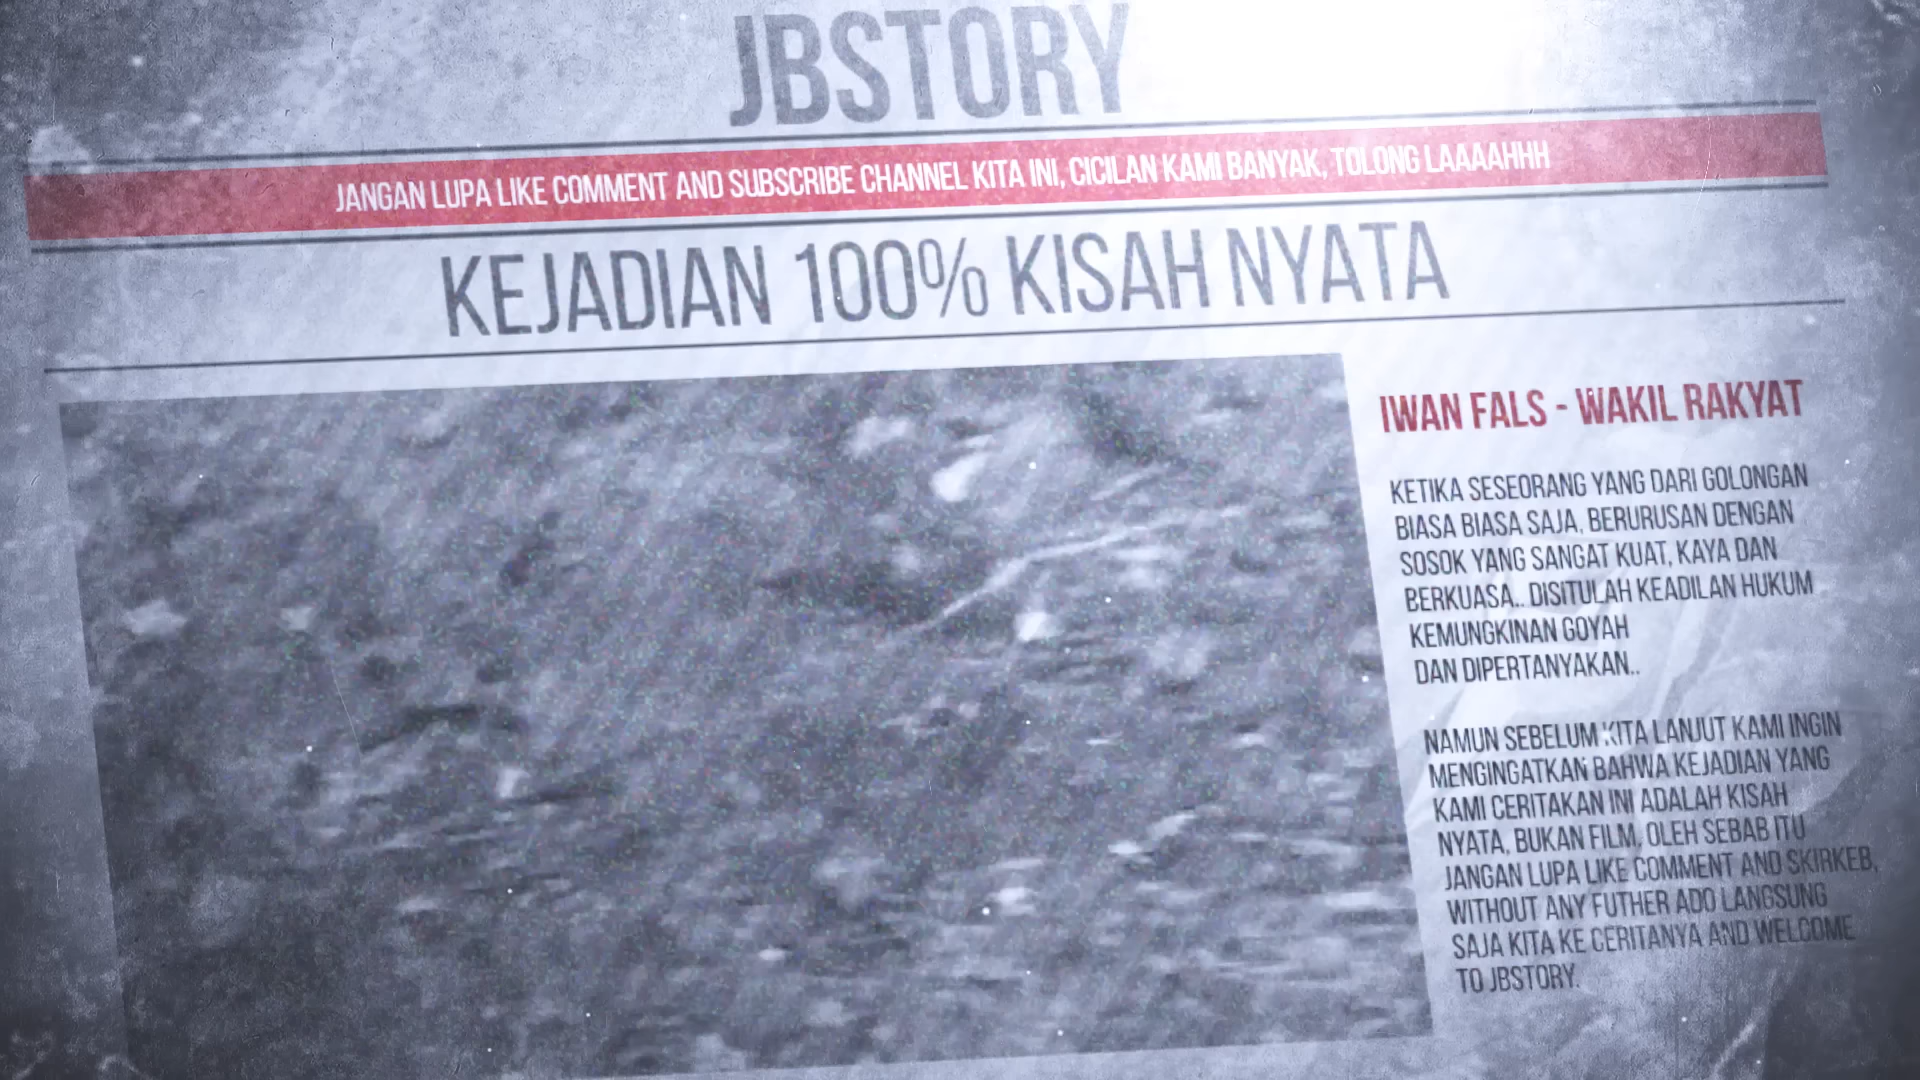 JBSTORY
JANGAN LUPA LIKE COMMENT AND SUBSCRIBE CHANNEL KITA INI, CICILAN KAMI BANYAK, TOLONG LAAAAHHH
KEJADIAN 100% KISAH NYATA
IWAN FALS - WAKIL RAKYAT
KETIKA SESEORANG YANG DARI GOLONGAN
BIASA BIASA SAJA, BERURUSAN DENGAN
SOSOK YANG SANGAT KUAT, KAYA DAN
BERKUASA.. DISITULAH KEADILAN HUKUM
KEMUNGKINAN GOYAH
DAN DIPERTANYAKAN..
NAMUN SEBELUM KITA LANJUT KAMI INGIN
MENGINGATKAN BAHWA KEJADIAN YANG
KAMI CERITAKAN INI ADALAH KISAH
NYATA, BUKAN FILM, OLEH SEBAB ITU
JANGAN LUPA LIKE COMMENT AND SKIRKEB,
WITHOUT ANY FUTHER ADO LANGSUNG
SAJA KITA KE CERITANYA AND WELCOME
TO JBSTORY.